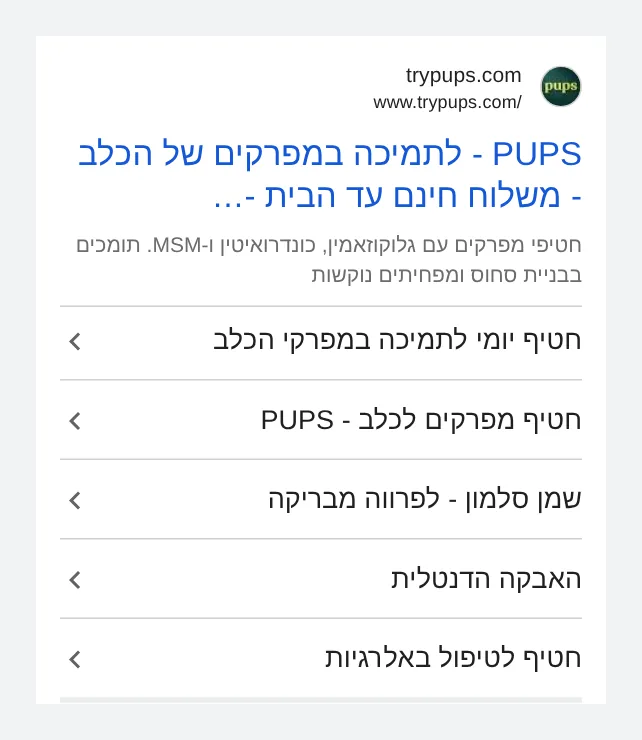 trypups.com
pups
www.trypups.com/
PUPS - לתמיכה במפרקים של הכלב
- משלוח חינם עד הבית -...
חטיפי מפרקים עם גלוקוזאמין, כונדרואיטין ו-MSM. תומכים
בבניית סחוס ומפחיתים נוקשות
חטיף יומי לתמיכה במפרקי הכלב
חטיף מפרקים לכלב - PUPS
שמן סלמון - לפרווה מבריקה
האבקה הדנטלית
חטיף לטיפול באלרגיות